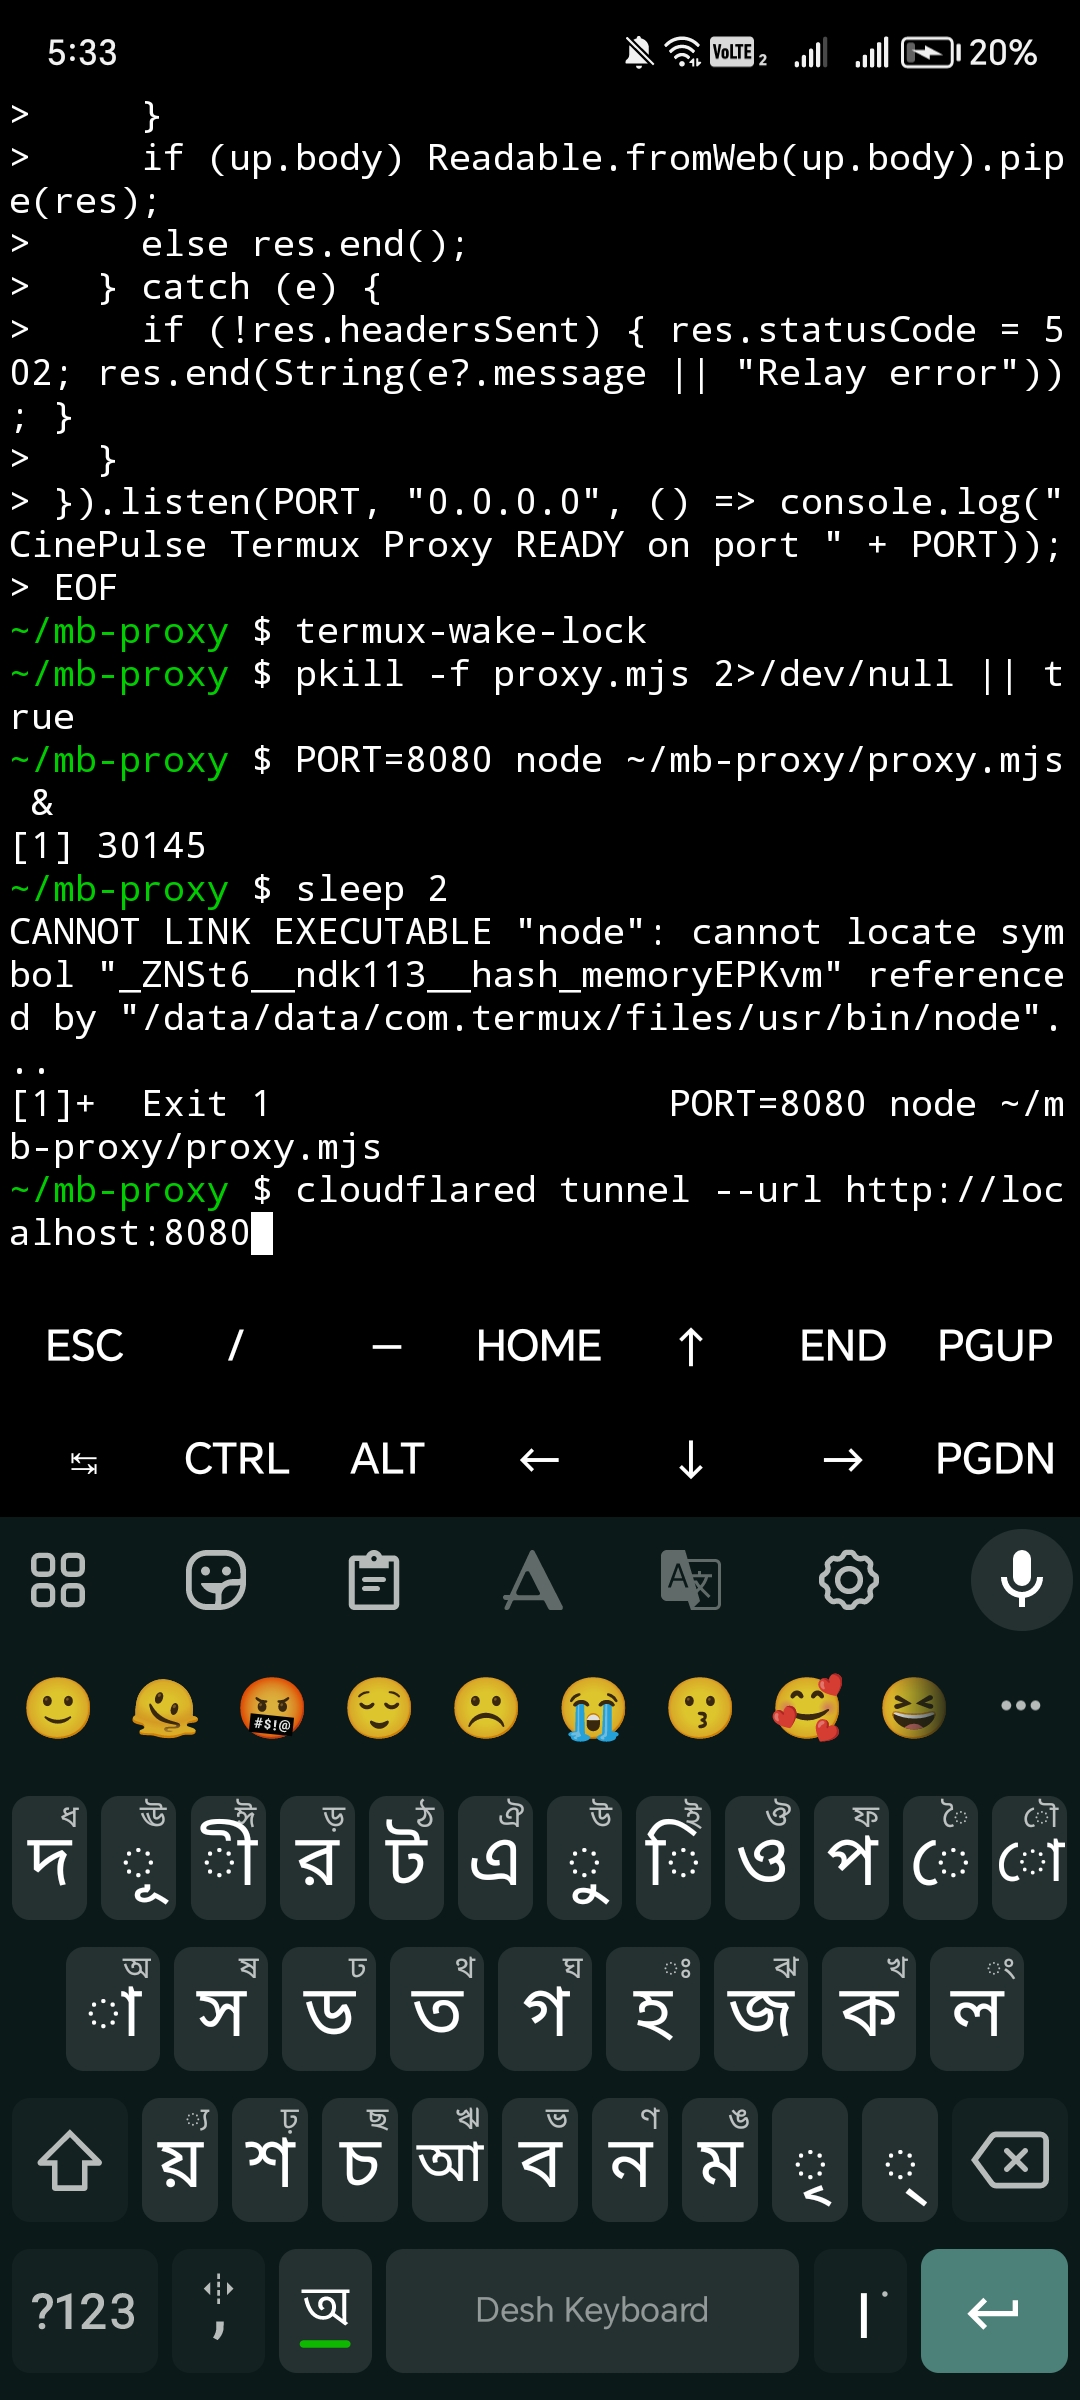 5:33 VoLTE 2 20%
>     }
>     if (up.body) Readable.fromWeb(up.body).pip
e(res);
>     else res.end();
>   } catch (e) {
>     if (!res.headersSent) { res.statusCode = 5
02; res.end(String(e?.message || "Relay error"))
; }
>   }
> }).listen(PORT, "0.0.0.0", () => console.log("
CinePulse Termux Proxy READY on port " + PORT));
> EOF
~/mb-proxy $ termux-wake-lock
~/mb-proxy $ pkill -f proxy.mjs 2>/dev/null || t
rue
~/mb-proxy $ PORT=8080 node ~/mb-proxy/proxy.mjs
 &
[1] 30145
~/mb-proxy $ sleep 2
CANNOT LINK EXECUTABLE "node": cannot locate sym
bol "_ZNSt6__ndk113__hash_memoryEPKvm" reference
d by "/data/data/com.termux/files/usr/bin/node".
..
[1]+  Exit 1                  PORT=8080 node ~/m
b-proxy/proxy.mjs
~/mb-proxy $ cloudflared tunnel --url http://loc
alhost:8080
ESC / — HOME ↑ END PGUP
↹ CTRL ALT ← ↓ → PGDN
#$!@
ধ ঊ ঈ ড় ঠ ঐ উ ই ঔ ফ ৈ ৌ
দ ূ ী র ট এ ু ি ও প ে ো
অ ষ ঢ থ ঘ ঃ ঝ খ ং
া স ড ত গ হ জ ক ল
্য ঢ় ছ ঋ ভ ণ ঙ
য় শ চ আ ব ন ম ৃ ্
?123 , অ Desh Keyboard ।